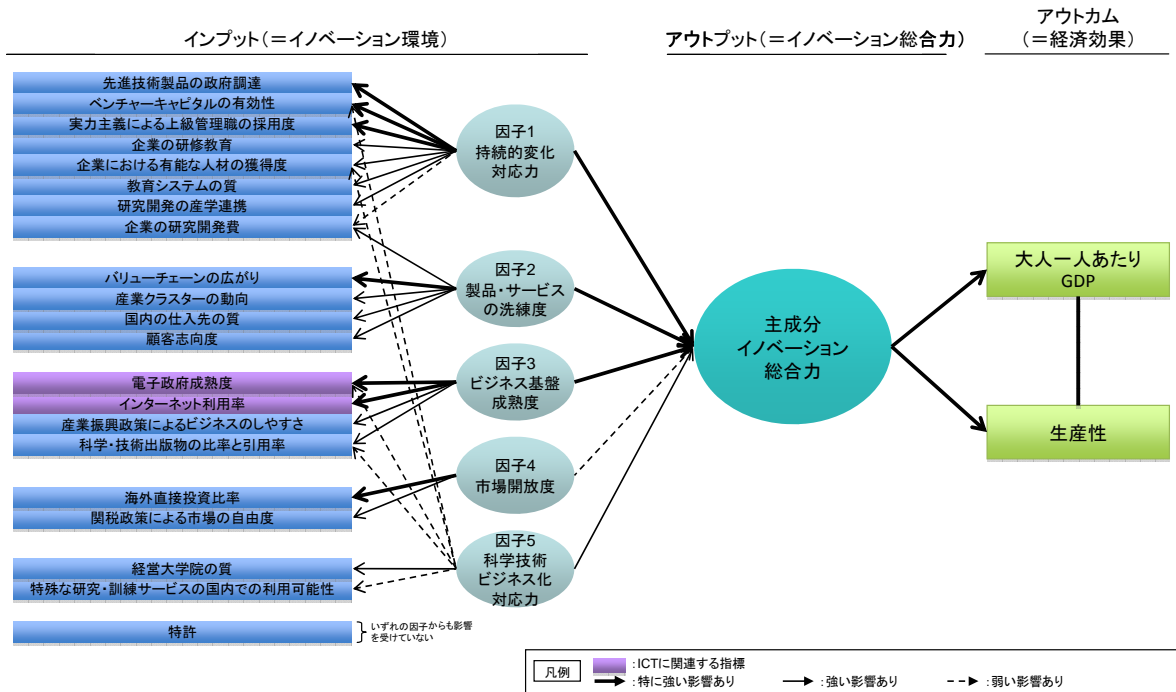 インプット(＝イノベーション環境)
アウトプット(＝イノベーション総合力)
アウトカム
(＝経済効果)
先進技術製品の政府調達
ベンチャーキャピタルの有効性
実力主義による上級管理職の採用度
企業の研修教育
企業における有能な人材の獲得度
教育システムの質
研究開発の産学連携
企業の研究開発費
バリューチェーンの広がり
産業クラスターの動向
国内の仕入先の質
顧客志向度
電子政府成熟度
インターネット利用率
産業振興政策によるビジネスのしやすさ
科学・技術出版物の比率と引用率
海外直接投資比率
関税政策による市場の自由度
経営大学院の質
特殊な研究・訓練サービスの国内での利用可能性
特許
いずれの因子からも影響
を受けていない
因子1
持続的変化
対応力
因子2
製品・サービス
の洗練度
因子3
ビジネス基盤
成熟度
因子4
市場開放度
因子5
科学技術
ビジネス化
対応力
主成分
イノベーション
総合力
大人一人あたり
GDP
生産性
凡例
:ICTに関連する指標
:特に強い影響あり
:強い影響あり
:弱い影響あり